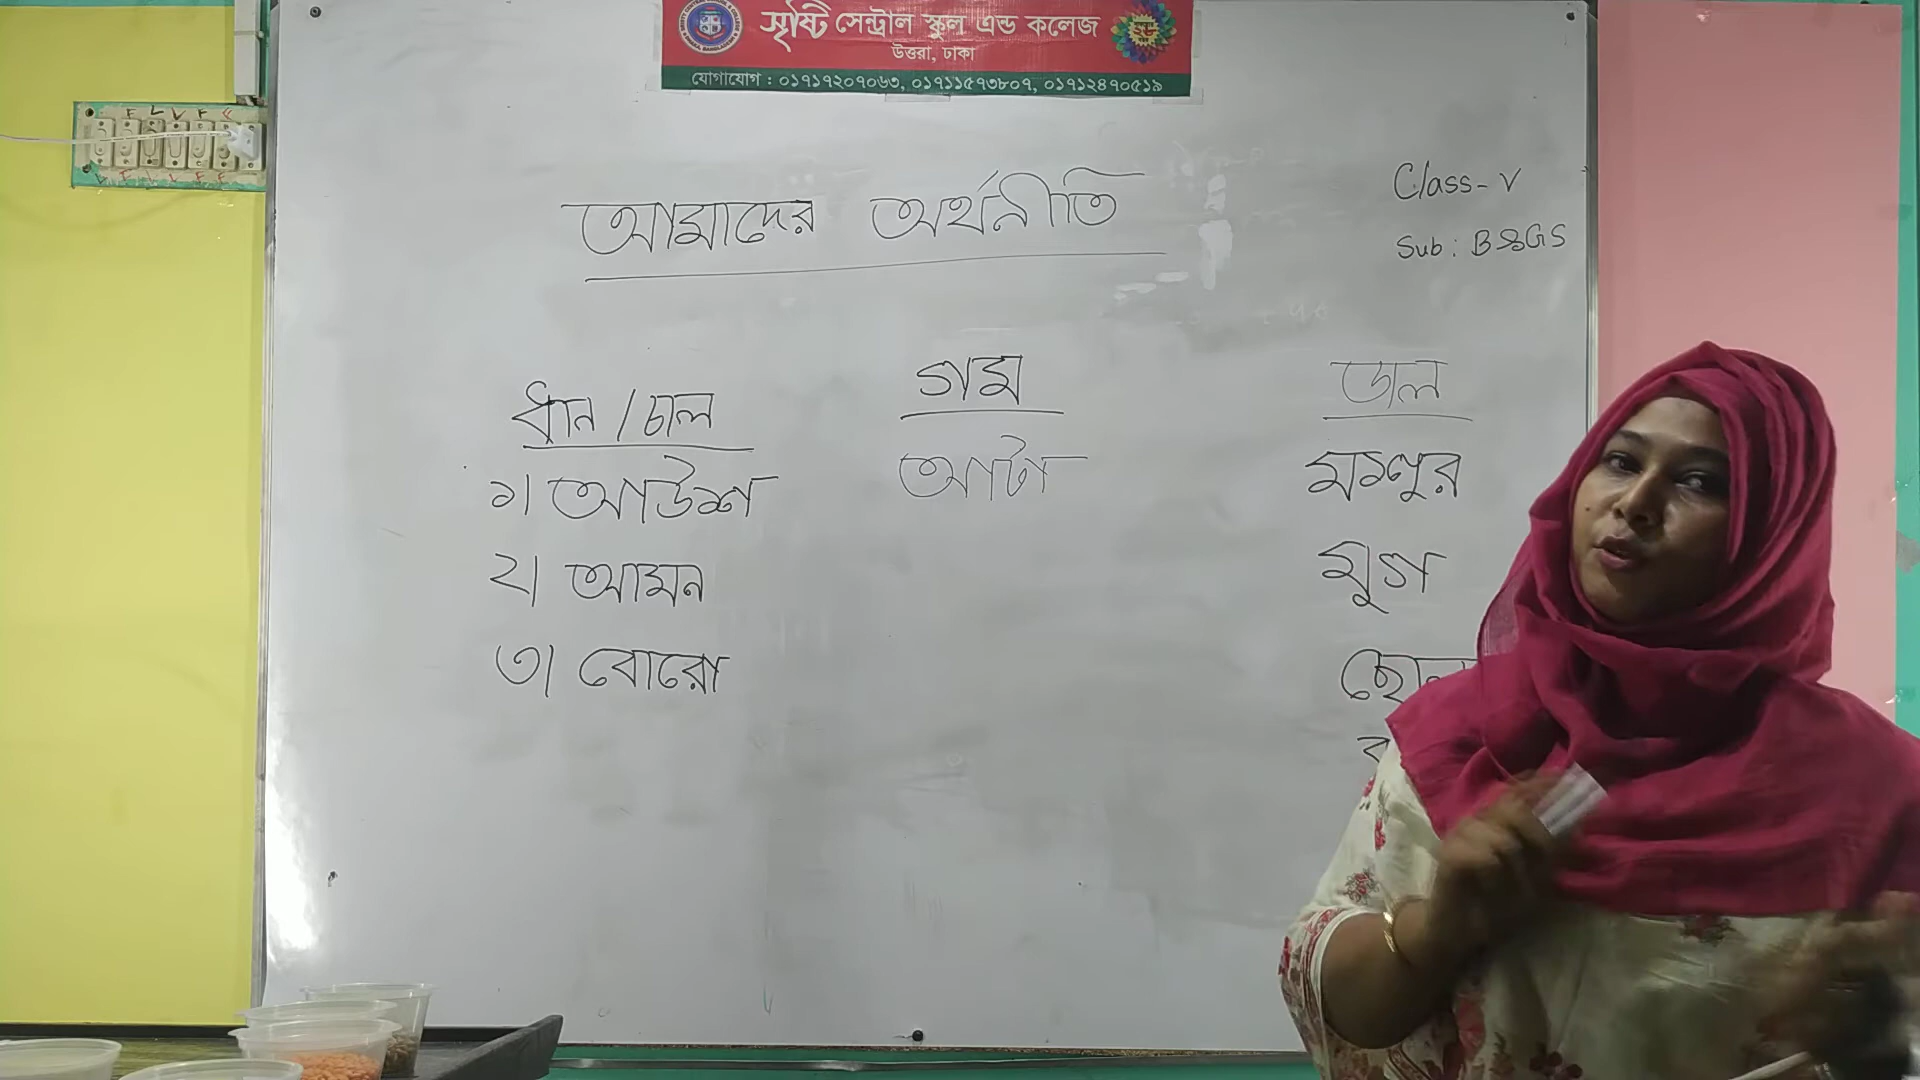 সৃষ্টি সেন্ট্রাল স্কুল এন্ড কলেজ
উত্তরা, ঢাকা
যোগাযোগ : ০১৭১৭২০৭০৬৩, ০১৭১১৫৭৩৮০৭, ০১৭১২৪৭০৫১৯
Class-V
Sub: B&GS
আমাদের অর্থনীতি
ধান / চাল
১। আউশ
২। আমন
৩। বোরো
গম
আটা
ডাল
মসুর
মুগ